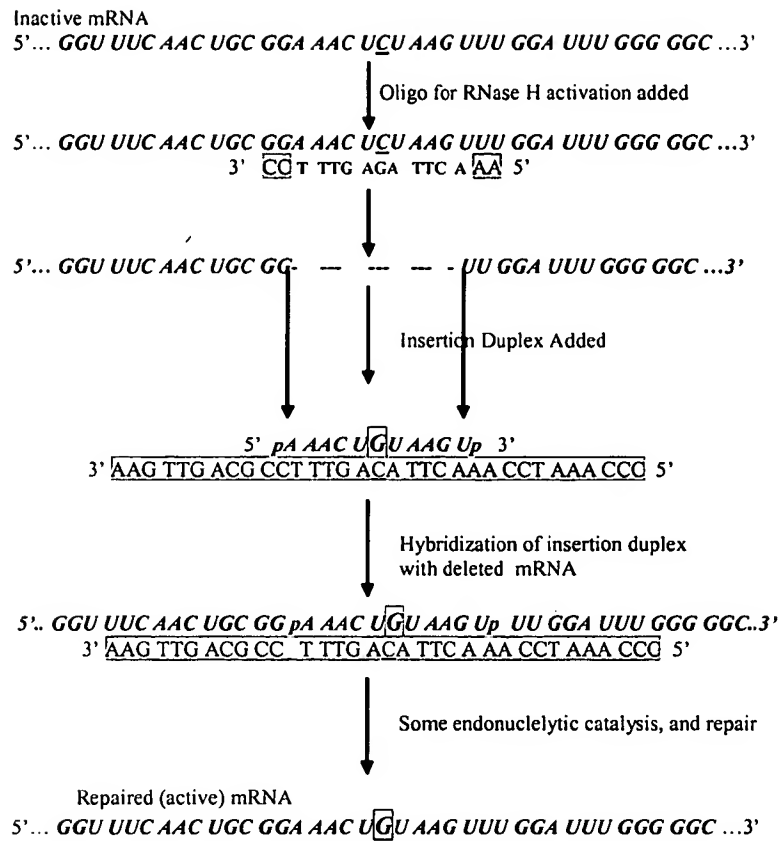 Inactive mRNA
5'... GGU UUC AAC UGC GGA AAC UCU AAG UUU GGA UUU GGG GGC ...3'
Oligo for RNase H activation added
5'... GGU UUC AAC UGC GGA AAC UCU AAG UUU GGA UUU GGG GGC ...3'
3' CC T TTG AGA TTC A AA 5'
5'... GGU UUC AAC UGC GG- --- --- --- - UU GGA UUU GGG GGC ...3'
Insertion Duplex Added
5' pA AAC UGU AAG Up 3'
3' AAG TTG ACG CCT TTG ACA TTC AAA CCT AAA CCC 5'
Hybridization of insertion duplex
with deleted mRNA
5'.. GGU UUC AAC UGC GG pA AAC UGU AAG Up UU GGA UUU GGG GGC..3'
3' AAG TTG ACG CC T TTG ACA TTC A AA CCT AAA CCC 5'
Some endonuclelytic catalysis, and repair
Repaired (active) mRNA
5'... GGU UUC AAC UGC GGA AAC UGU AAG UUU GGA UUU GGG GGC ...3'